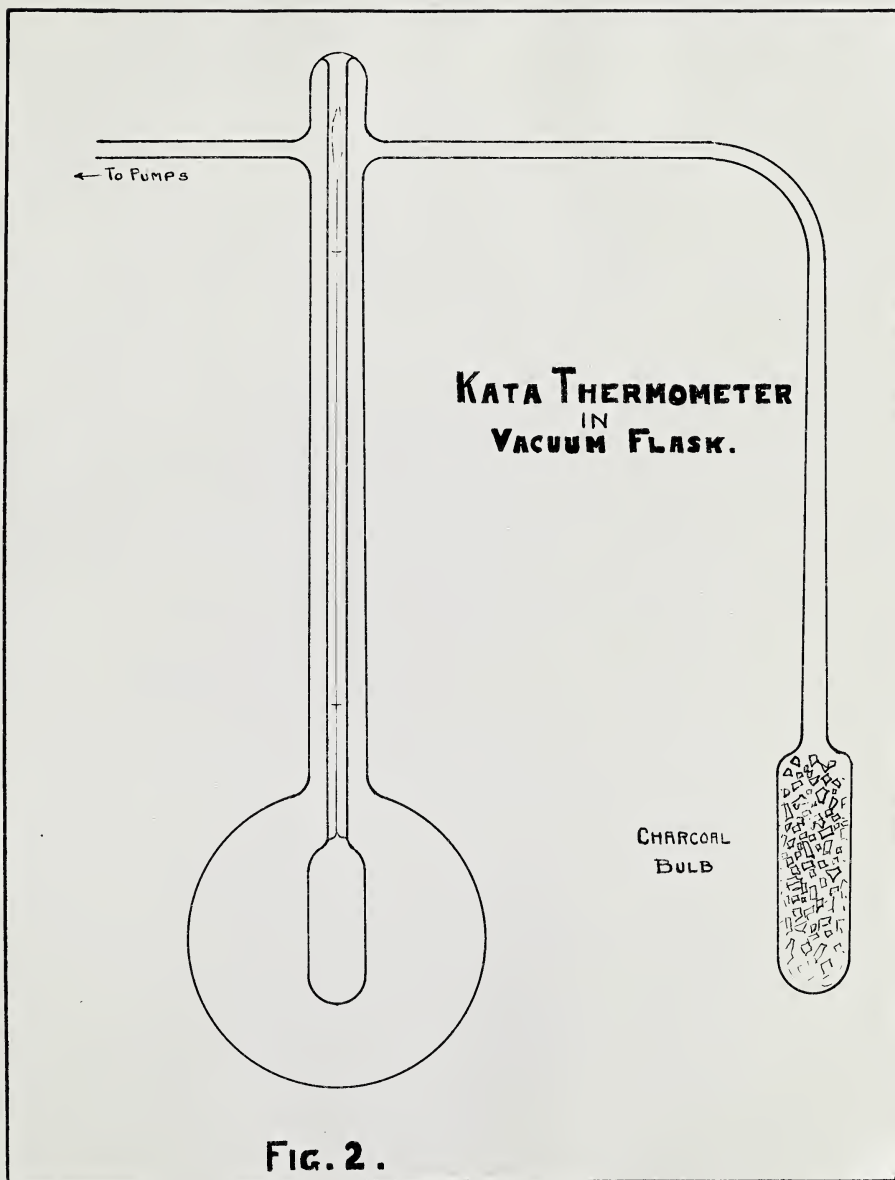 ← To Pumps
KATA THERMOMETER
IN
VACUUM FLASK.
CHARCOAL
BULB
FIG. 2.